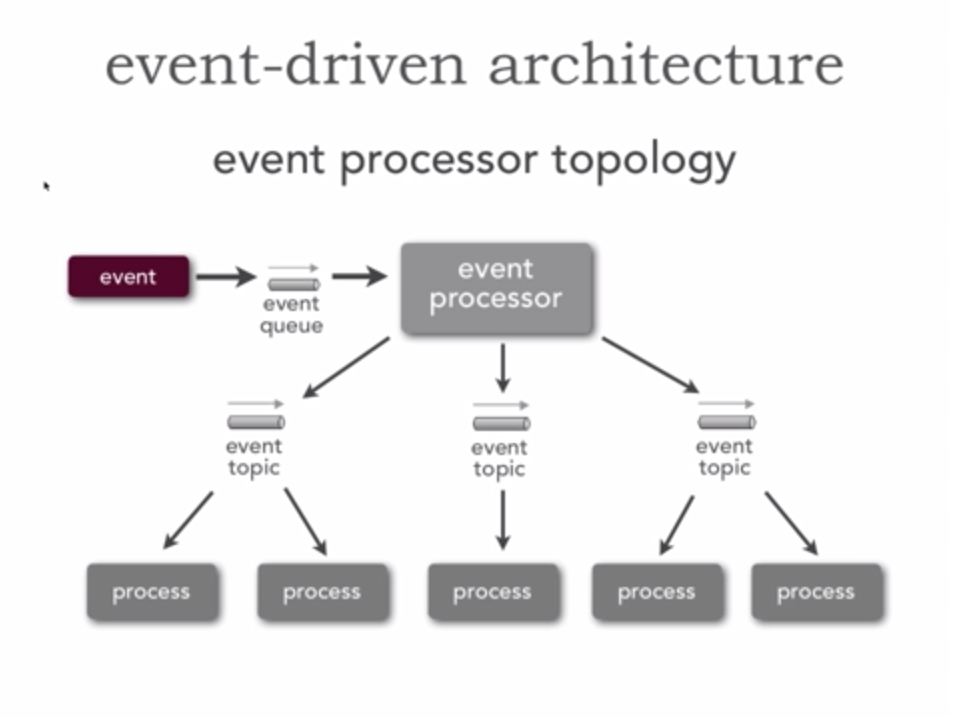 event-driven architecture
event processor topology
event
event
queue
event
processor
event
topic
event
topic
event
topic
process
process
process
process
process